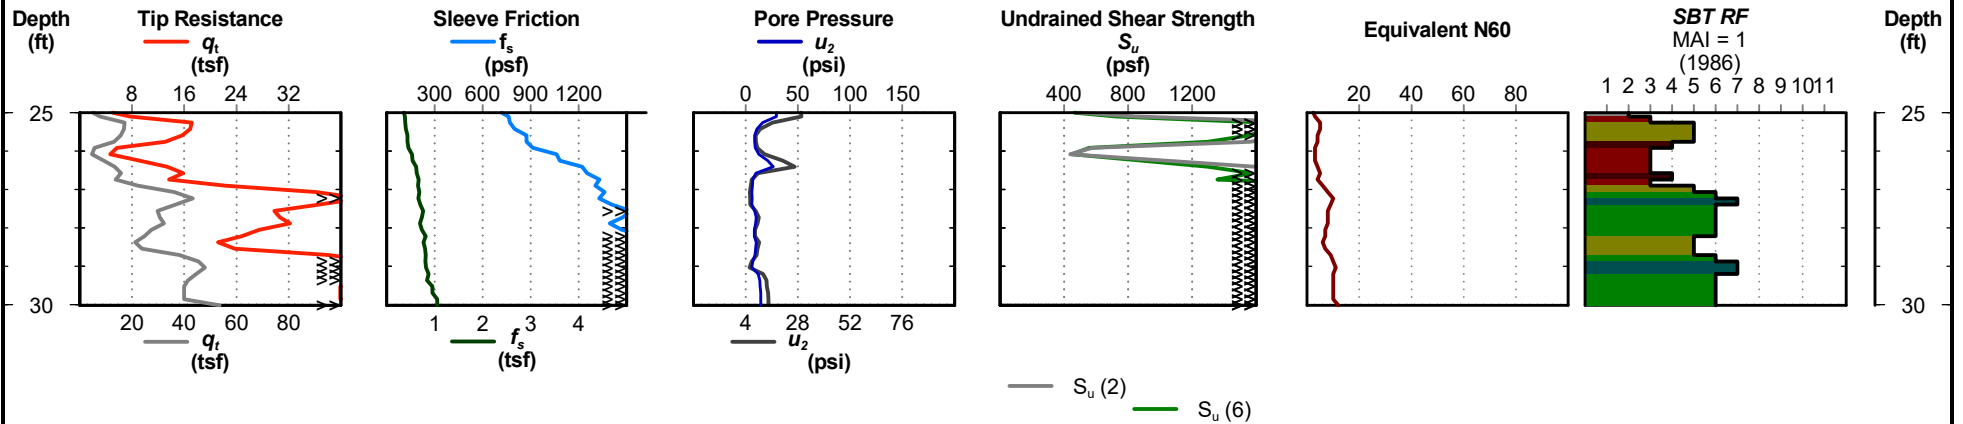 Depth
(ft)
Tip Resistance
qt
(tsf)
8 16 24 32
Sleeve Friction
fs
(psf)
300 600 900 1200
Pore Pressure
u2
(psi)
0 50 100 150
Undrained Shear Strength
Su
(psf)
400 800 1200
Equivalent N60
20 40 60 80
SBT RF
MAI = 1
(1986)
1 2 3 4 5 6 7 8 9 1011
Depth
(ft)
25
30
25
30
>>
>>
20 40 60 80
qt
(tsf)
1 2 3 4
fs
(tsf)
4 28 52 76
u2
(psi)
Su (2)
Su (6)